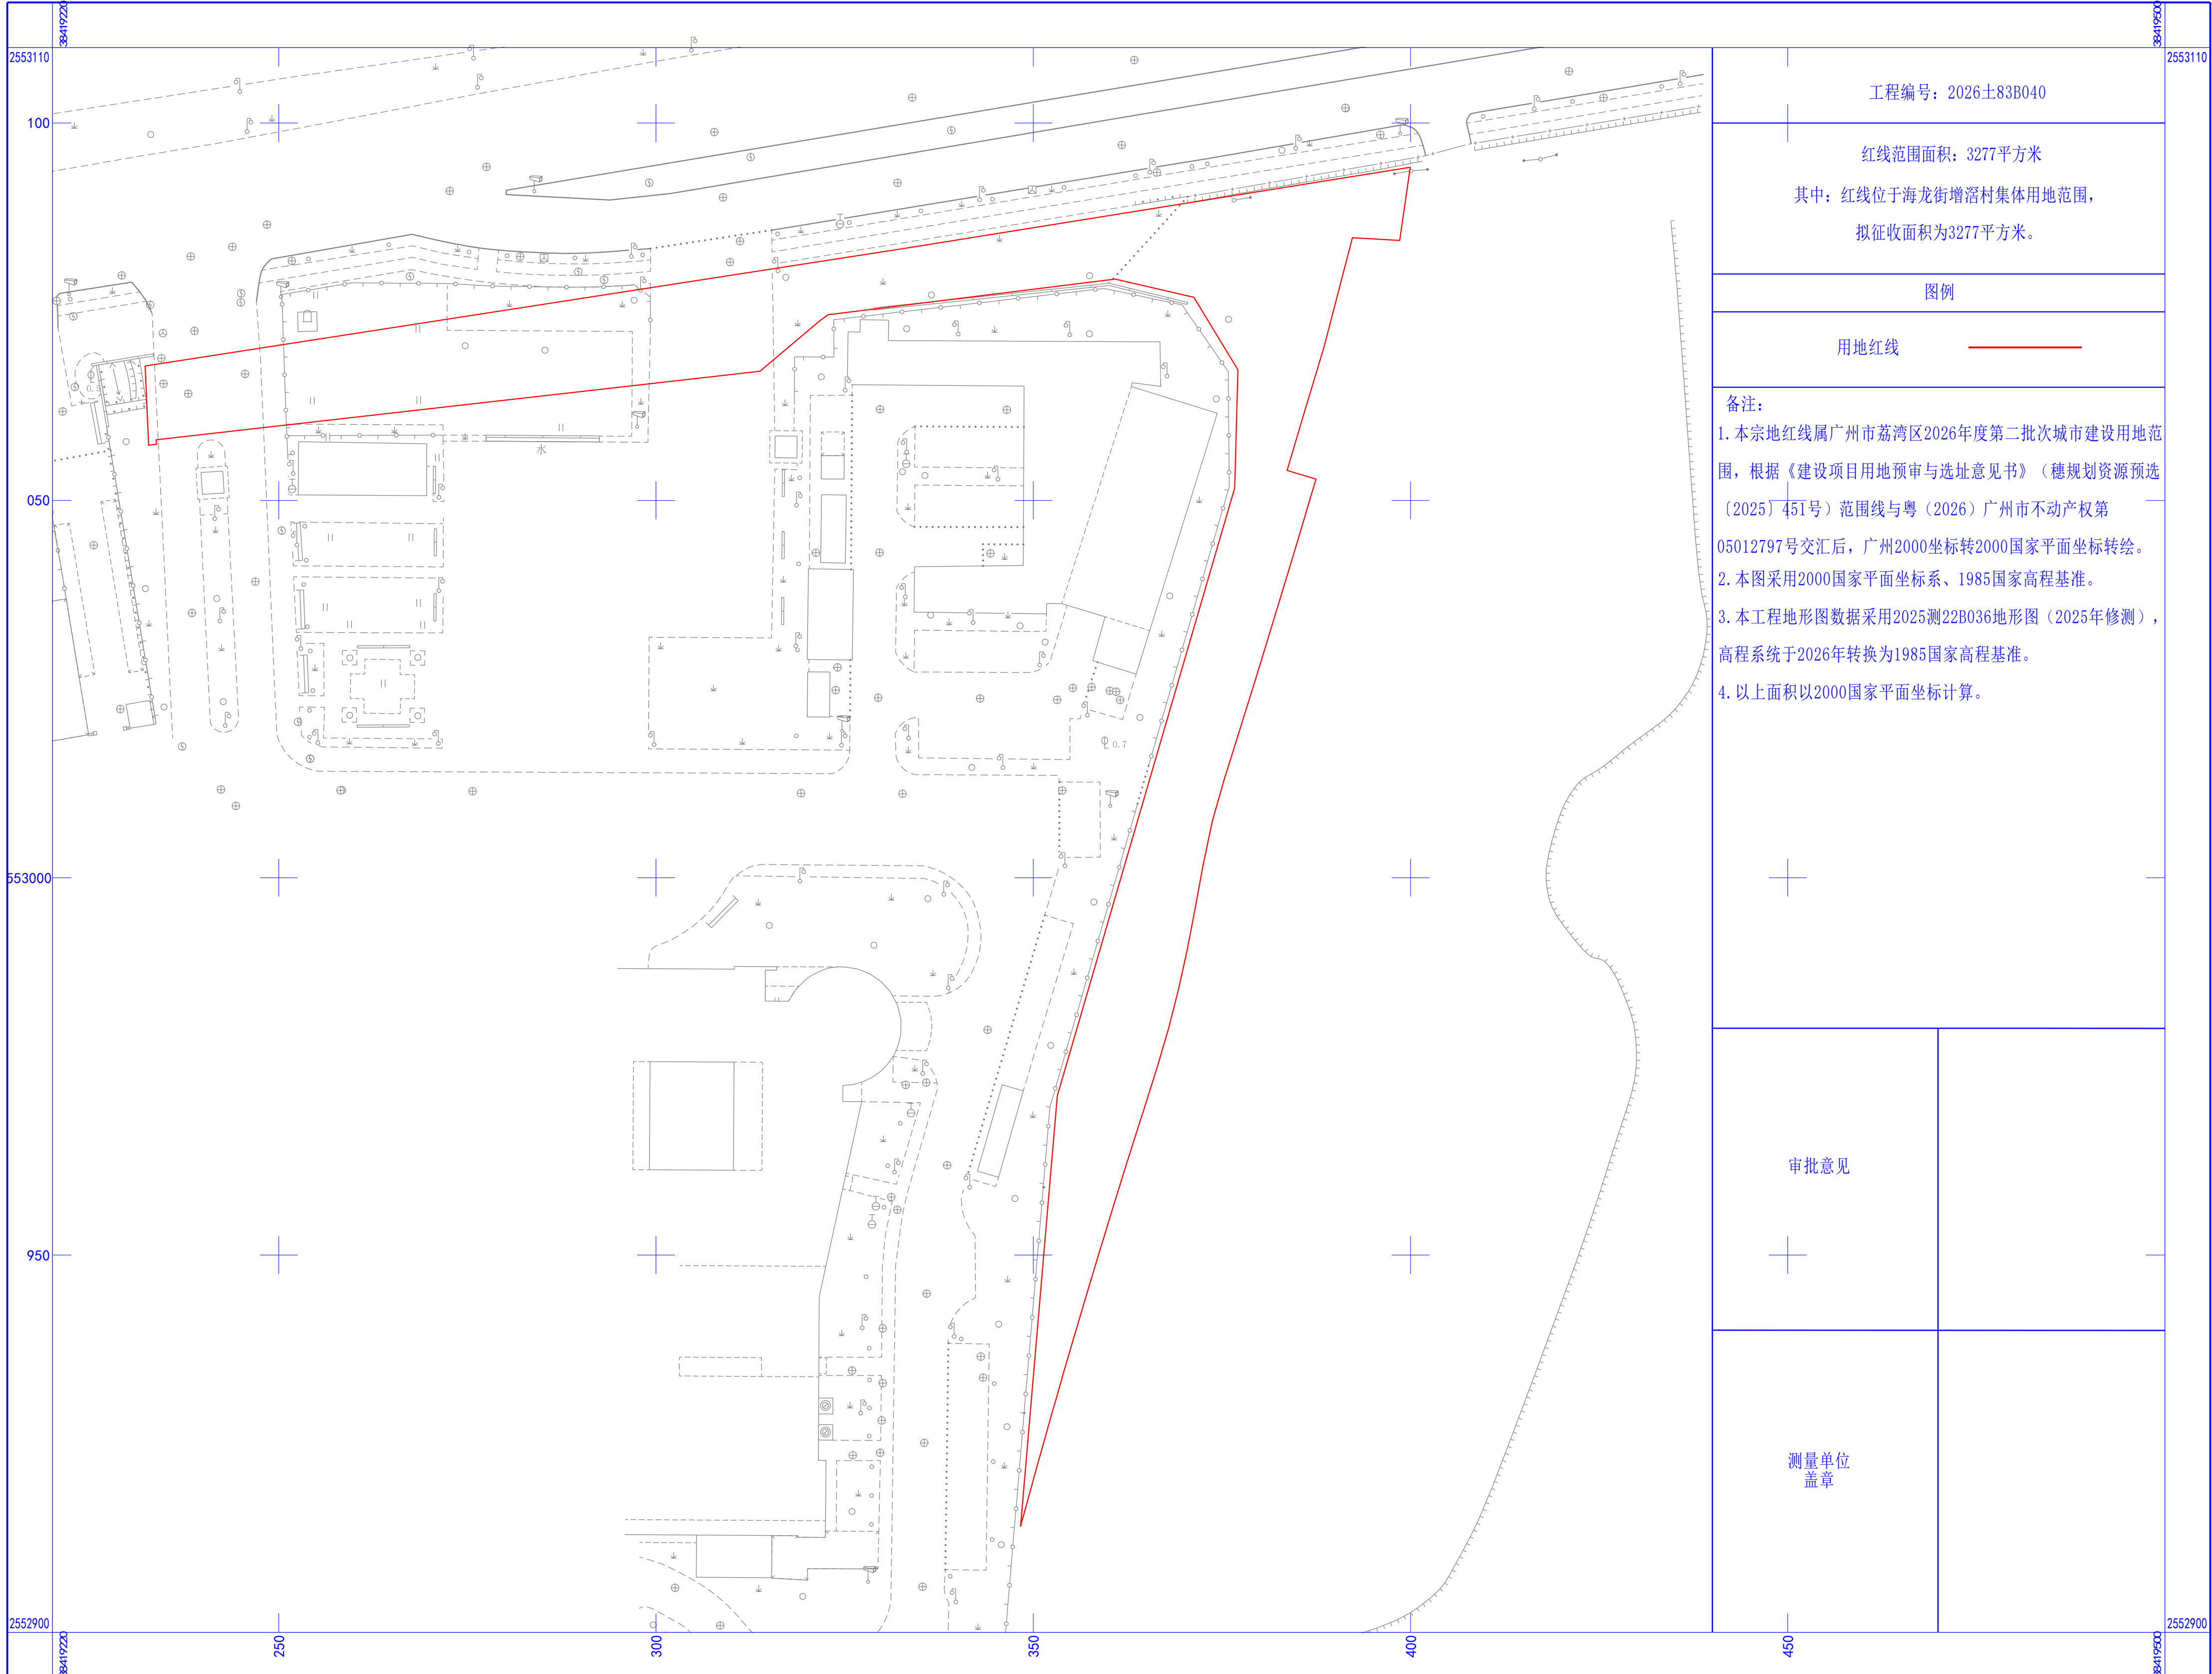 38419220
38419500
2553110
2553110
工程编号：2026土83B040
100
红线范围面积：3277平方米
其中：红线位于海龙街增滘村集体用地范围，
拟征收面积为3277平方米。
图例
用地红线
0.5
备注：
1.本宗地红线属广州市荔湾区2026年度第二批次城市建设用地范
围，根据《建设项目用地预审与选址意见书》（穗规划资源预选
〔2025〕451号）范围线与粤（2026）广州市不动产权第
05012797号交汇后，广州2000坐标转2000国家平面坐标转绘。
2.本图采用2000国家平面坐标系、1985国家高程基准。
3.本工程地形图数据采用2025测22B036地形图（2025年修测），
高程系统于2026年转换为1985国家高程基准。
4.以上面积以2000国家平面坐标计算。
水
050
0.7
553000
审批意见
950
测量单位
盖章
2552900
2552900
38419220
250
300
350
400
450
38419500